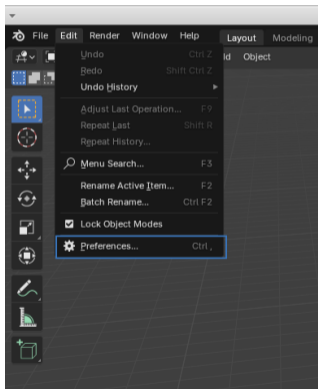 File Edit Render Window Help Layout Modeling
ld Object
Undo Ctrl Z
Redo Shift Ctrl Z
Undo History
Adjust Last Operation... F9
Repeat Last Shift R
Repeat History...
Menu Search... F3
Rename Active Item... F2
Batch Rename... Ctrl F2
Lock Object Modes
Preferences... Ctrl ,